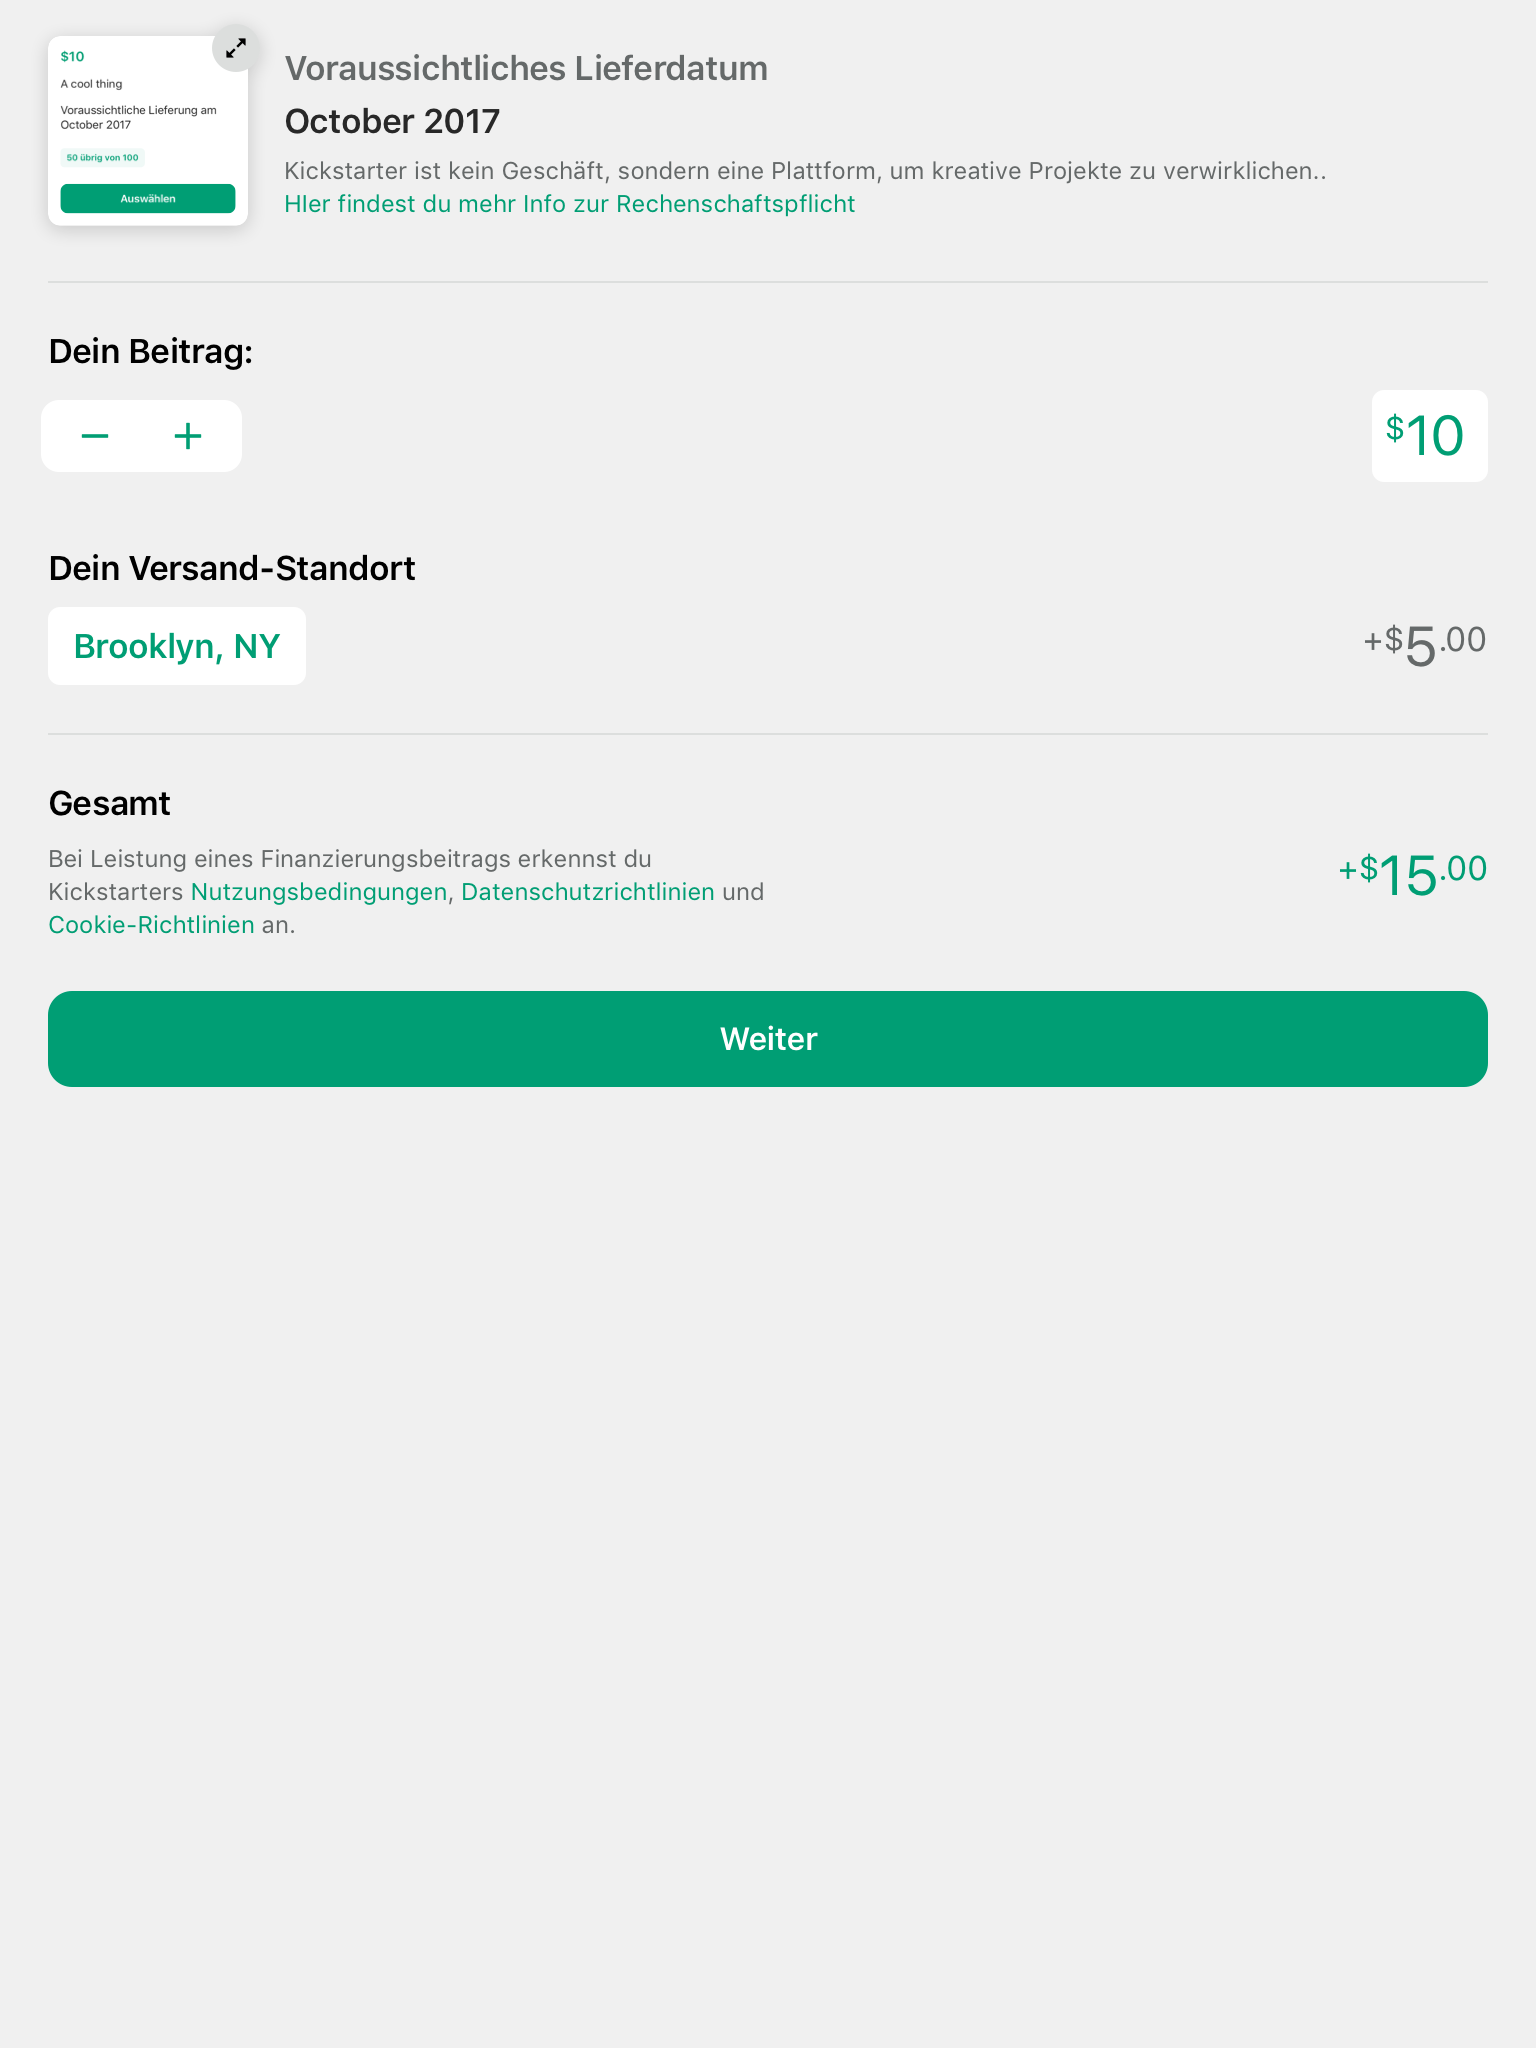 $10
A cool thing
Voraussichtliche Lieferung am
October 2017
50 übrig von 100
Auswählen
Voraussichtliches Lieferdatum
October 2017
Kickstarter ist kein Geschäft, sondern eine Plattform, um kreative Projekte zu verwirklichen..
HIer findest du mehr Info zur Rechenschaftspflicht
Dein Beitrag:
$10
Dein Versand-Standort
Brooklyn, NY
+$5.00
Gesamt
Bei Leistung eines Finanzierungsbeitrags erkennst du
Kickstarters Nutzungsbedingungen, Datenschutzrichtlinien und
Cookie-Richtlinien an.
+$15.00
Weiter